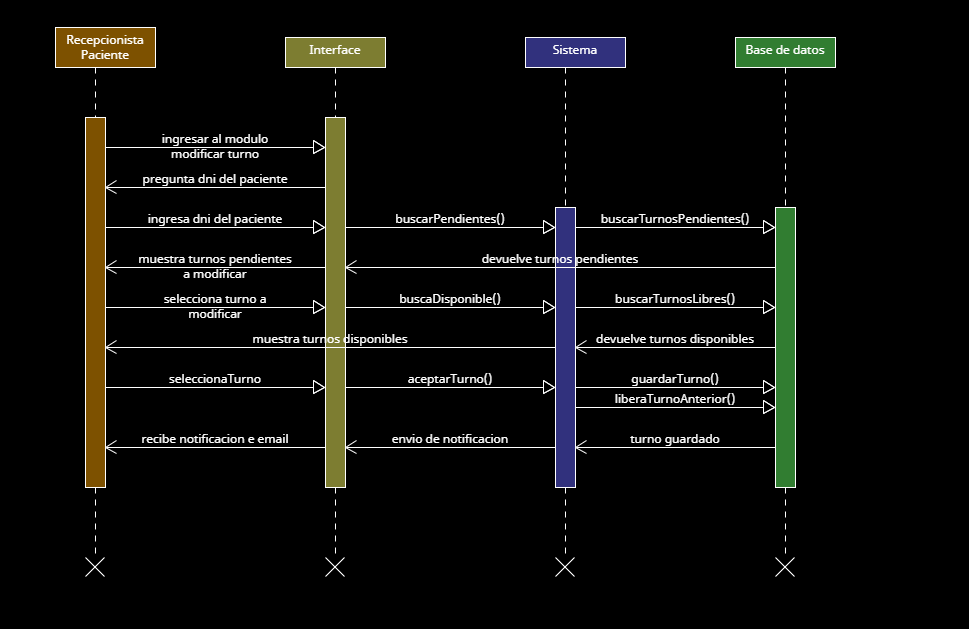 Recepcionista
Paciente
Interface
Sistema
Base de datos
ingresar al modulo
modificar turno
pregunta dni del paciente
ingresa dni del paciente
buscarPendientes()
buscarTurnosPendientes()
muestra turnos pendientes
a modificar
devuelve turnos pendientes
selecciona turno a
modificar
buscaDisponible()
buscarTurnosLibres()
muestra turnos disponibles
devuelve turnos disponibles
seleccionaTurno
aceptarTurno()
guardarTurno()
liberaTurnoAnterior()
recibe notificacion e email
envio de notificacion
turno guardado